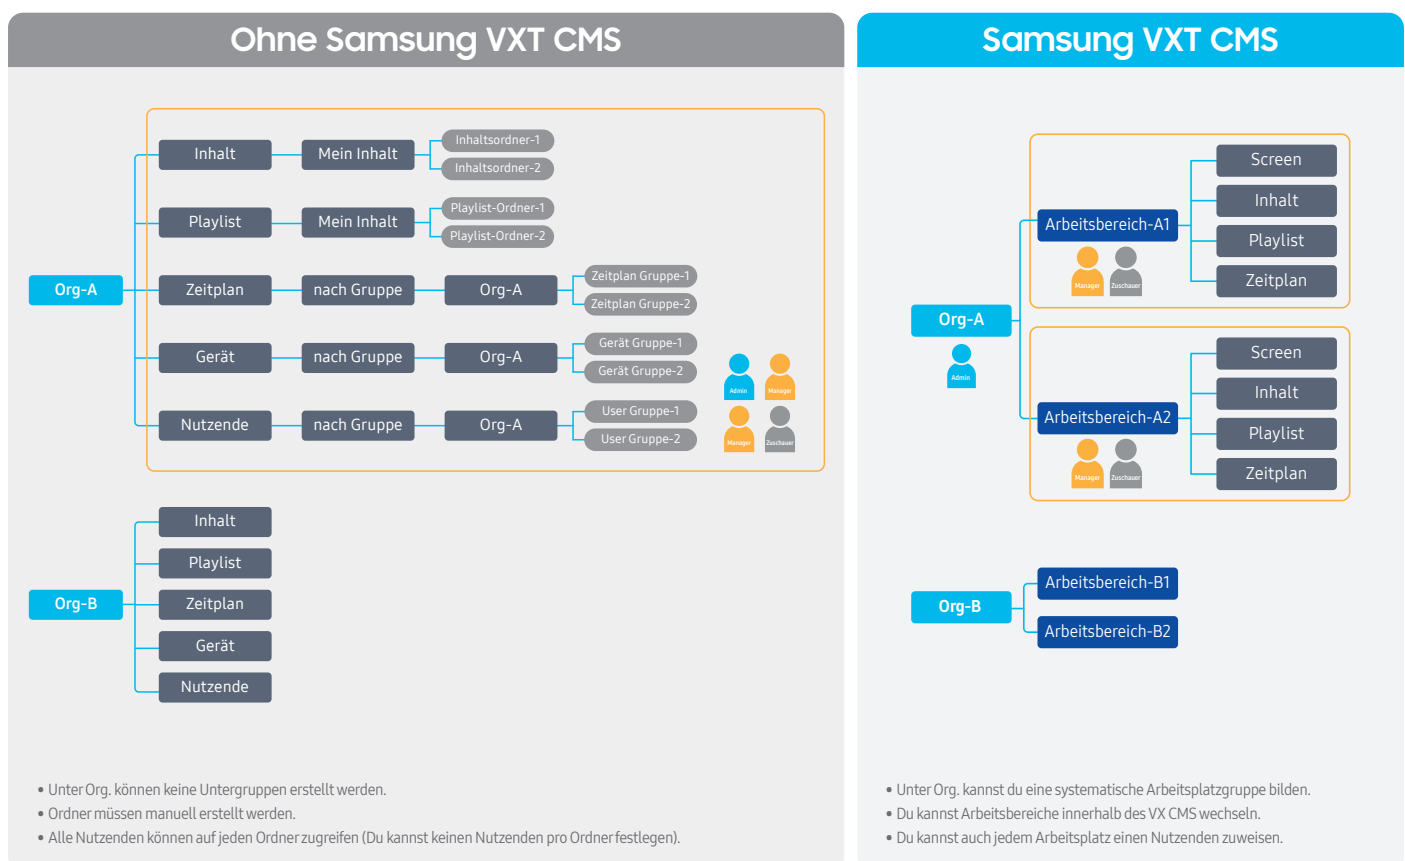 Ohne Samsung VXT CMS
Inhalt
Mein Inhalt
Inhaltsordner-1
Inhaltsordner-2
Playlist
Mein Inhalt
Playlist-Ordner-1
Playlist-Ordner-2
Org-A
Zeitplan
nach Gruppe
Org-A
Zeitplan Gruppe-1
Zeitplan Gruppe-2
Gerät
nach Gruppe
Org-A
Gerät Gruppe-1
Gerät Gruppe-2
Nutzende
nach Gruppe
Org-A
User Gruppe-1
User Gruppe-2
Admin
Manager
Manager
Zuschauer
Org-B
Inhalt
Playlist
Zeitplan
Gerät
Nutzende
• Unter Org. können keine Untergruppen erstellt werden.
• Ordner müssen manuell erstellt werden.
• Alle Nutzenden können auf jeden Ordner zugreifen (Du kannst keinen Nutzenden pro Ordner festlegen).
Samsung VXT CMS
Org-A
Admin
Arbeitsbereich-A1
Manager
Zuschauer
Screen
Inhalt
Playlist
Zeitplan
Arbeitsbereich-A2
Manager
Zuschauer
Screen
Inhalt
Playlist
Zeitplan
Org-B
Arbeitsbereich-B1
Arbeitsbereich-B2
• Unter Org. kannst du eine systematische Arbeitsplatzgruppe bilden.
• Du kannst Arbeitsbereiche innerhalb des VX CMS wechseln.
• Du kannst auch jedem Arbeitsplatz einen Nutzenden zuweisen.